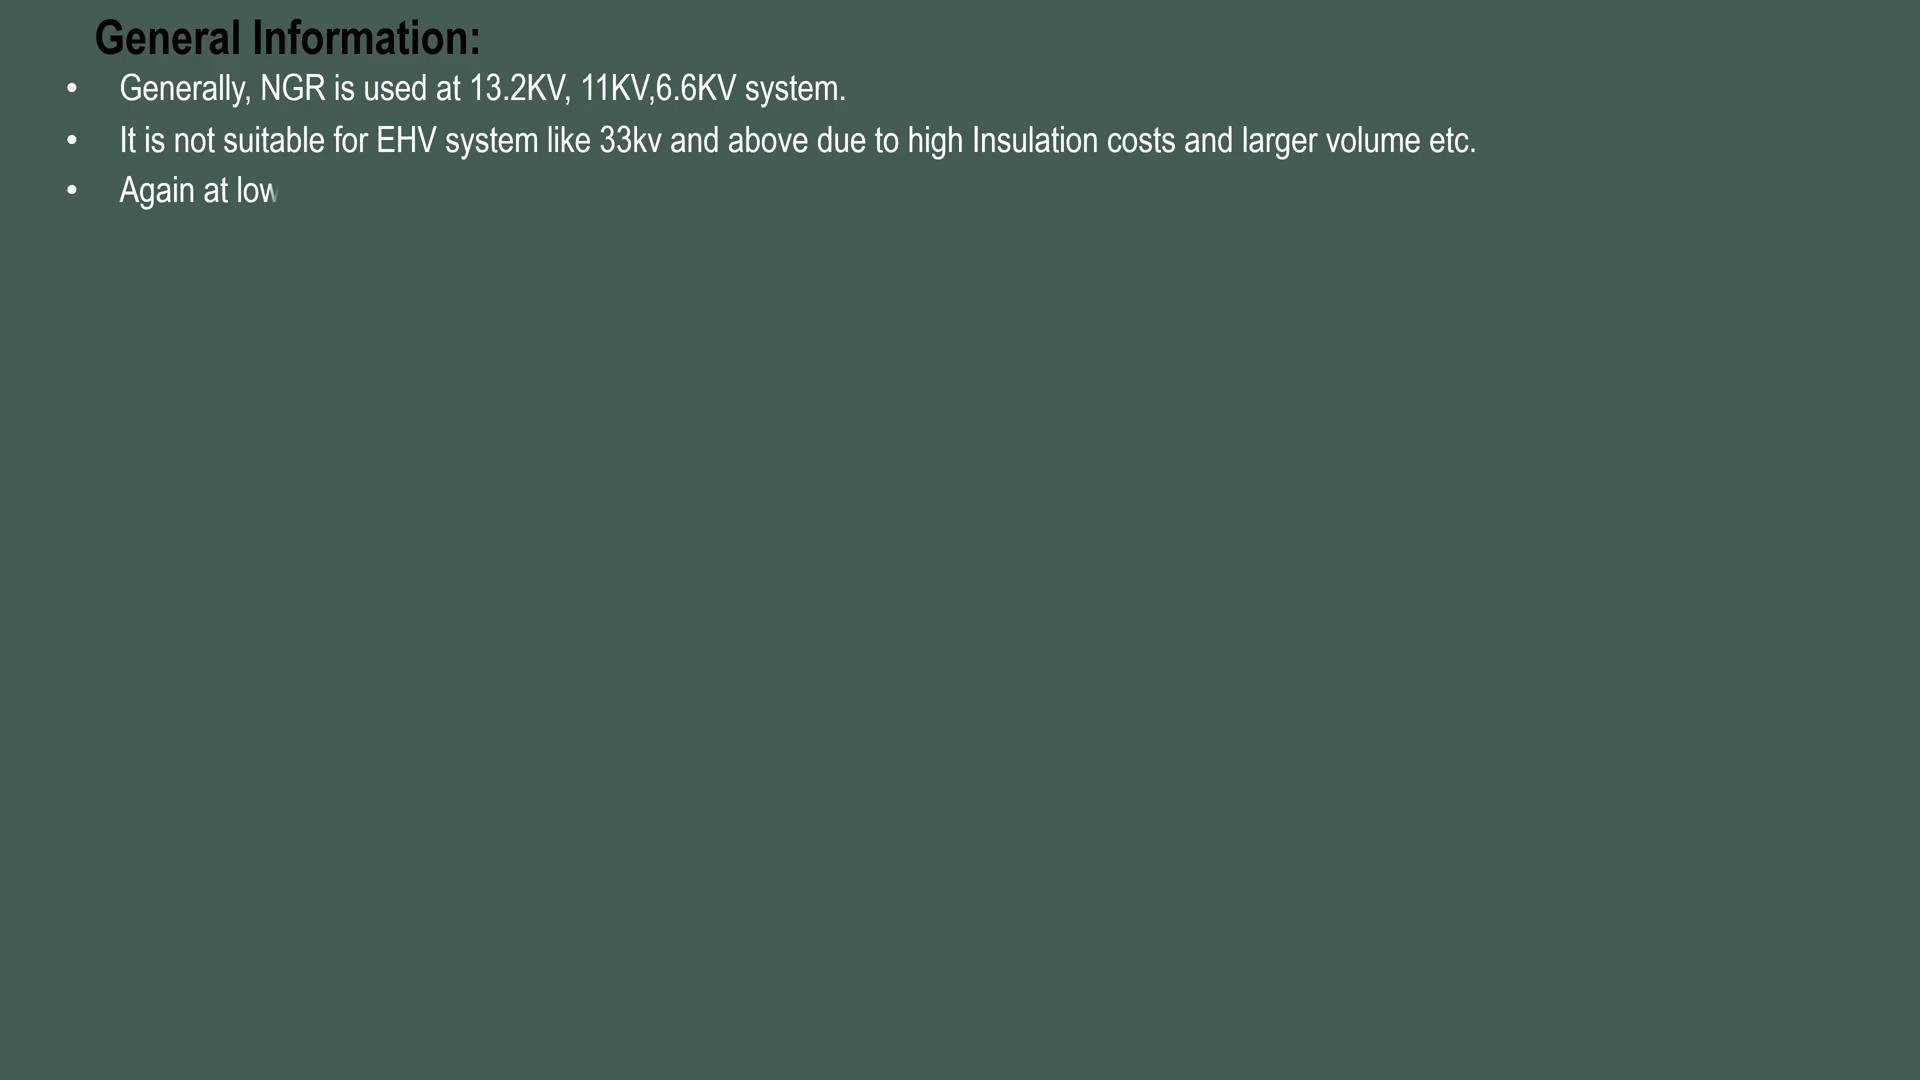 General Information:
• Generally, NGR is used at 13.2KV, 11KV,6.6KV system.
• It is not suitable for EHV system like 33kv and above due to high Insulation costs and larger volume etc.
• Again at low